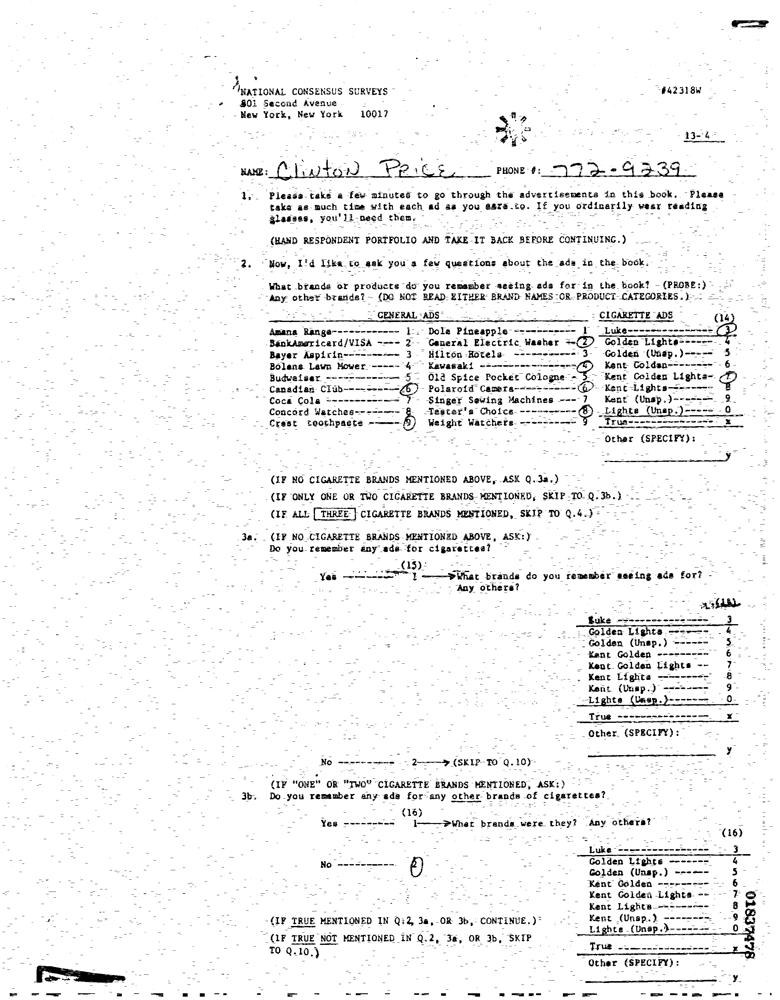 NATIONAL CONSENSUS SURVEYS #42318W
801 Second Avenue
New York, New York 10017
13-4
NAME: Clinton Price PHONE #: 772-9239
1. Please take a few minutes to go through the advertisements in this book. Please
take as much time with each ad as you care to. If you ordinarily wear reading
glasses, you'll need them.
(HAND RESPONDENT PORTFOLIO AND TAKE IT BACK BEFORE CONTINUING.)
2. Now, I'd like to ask you a few questions about the ads in the book.
What brands or products do you remember seeing ads for in the book? (PROBE:)
Any other brands? (DO NOT READ EITHER BRAND NAMES OR PRODUCT CATEGORIES.)
GENERAL ADS CIGARETTE ADS (14)
Amana Range----------- 1 Dole Pineapple ----------- 1 Luke--------------- 3
BankAmericard/VISA ---- 2 General Electric Washer -- 2 Golden Lights------ 4
Bayer Aspirin---------- 3 Hilton Hotels ----------- 3 Golden (Unsp.)----- 5
Bolens Lawn Mower ----- 4 Kawasaki ---------------- 4 Kent Golden-------- 6
Budweiser ------------- 5 Old Spice Pocket Cologne - 5 Kent Golden Lights- 7
Canadian Club---------- 6 Polaroid Camera---------- 6 Kent Lights-------- 8
Coca Cola ------------- 7 Singer Sewing Machines --- 7 Kent (Unsp.)------- 9
Concord Watches-------- 8 Taster's Choice ---------- 8 Lights (Unsp.)----- 0
Crest toothpaste ------ 9 Weight Watchers ---------- 9 True--------------- x
Other (SPECIFY):
y
(IF NO CIGARETTE BRANDS MENTIONED ABOVE, ASK Q.3a.)
(IF ONLY ONE OR TWO CIGARETTE BRANDS MENTIONED, SKIP TO Q.3b.)
(IF ALL THREE CIGARETTE BRANDS MENTIONED, SKIP TO Q.4.)
3a. (IF NO CIGARETTE BRANDS MENTIONED ABOVE, ASK:)
Do you remember any ads for cigarettes?
(15)
Yes --------- 1 What brands do you remember seeing ads for?
Any others?
Luke --------------- 3
Golden Lights ------- 4
Golden (Unsp.) ------ 5
Kent Golden --------- 6
Kent Golden Lights -- 7
Kent Lights --------- 8
Kent (Unsp.) -------- 9
Lights (Unsp.)------- 0
True ---------------- x
Other (SPECIFY):
y
No ---------- 2 (SKIP TO Q.10)
(IF "ONE" OR "TWO" CIGARETTE BRANDS MENTIONED, ASK:)
3b. Do you remember any ads for any other brands of cigarettes?
(16)
Yes --------- 1 What brands were they? Any others?
(16)
Luke ---------------- 3
No ---------- 2 Golden Lights ------- 4
Golden (Unsp.) ------ 5
Kent Golden --------- 6
Kent Golden Lights -- 7
Kent Lights---------- 8
(IF TRUE MENTIONED IN Q.2, 3a, OR 3b, CONTINUE.) Kent (Unsp.) -------- 9
Lights (Unsp.)------- 0
(IF TRUE NOT MENTIONED IN Q.2, 3a, OR 3b, SKIP
TO Q.10.) True ---------------- x
Other (SPECIFY):
y
01837478